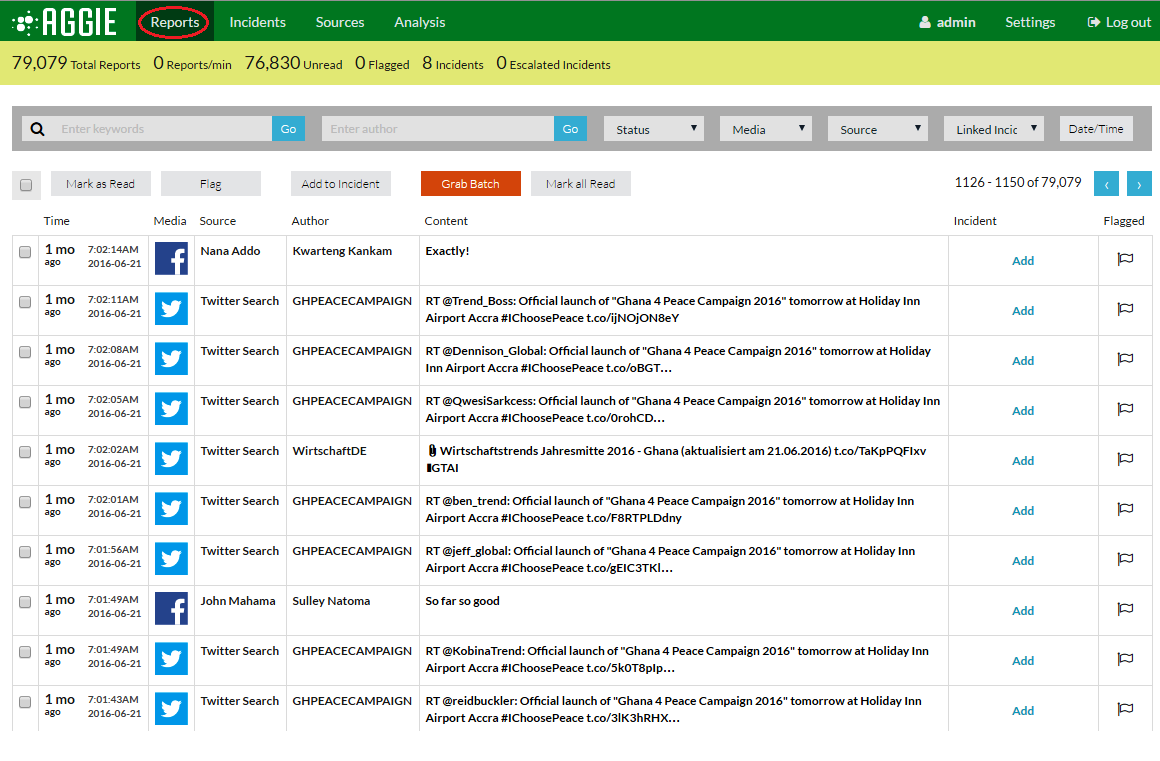 AGGIE Reports Incidents Sources Analysis admin Settings Log out
79,079 Total Reports 0 Reports/min 76,830 Unread 0 Flagged 8 Incidents 0 Escalated Incidents
Enter keywords Go Enter author Go Status Media Source Linked Incic Date/Time
Mark as Read Flag Add to Incident Grab Batch Mark all Read 1126 - 1150 of 79,079 ‹ ›
Time Media Source Author Content Incident Flagged
1 mo ago 7:02:14AM 2016-06-21 Nana Addo Kwarteng Kankam Exactly! Add
1 mo ago 7:02:11AM 2016-06-21 Twitter Search GHPEACECAMPAIGN RT @Trend_Boss: Official launch of "Ghana 4 Peace Campaign 2016" tomorrow at Holiday Inn
Airport Accra #IChoosePeace t.co/ijNOjON8eY Add
1 mo ago 7:02:08AM 2016-06-21 Twitter Search GHPEACECAMPAIGN RT @Dennison_Global: Official launch of "Ghana 4 Peace Campaign 2016" tomorrow at Holiday
Inn Airport Accra #IChoosePeace t.co/oBGT… Add
1 mo ago 7:02:05AM 2016-06-21 Twitter Search GHPEACECAMPAIGN RT @QwesiSarkcess: Official launch of "Ghana 4 Peace Campaign 2016" tomorrow at Holiday Inn
Airport Accra #IChoosePeace t.co/0rohCD… Add
1 mo ago 7:02:02AM 2016-06-21 Twitter Search WirtschaftDE Wirtschaftstrends Jahresmitte 2016 - Ghana (aktualisiert am 21.06.2016) t.co/TaKpPQFIxv
GTAI Add
1 mo ago 7:02:01AM 2016-06-21 Twitter Search GHPEACECAMPAIGN RT @ben_trend: Official launch of "Ghana 4 Peace Campaign 2016" tomorrow at Holiday Inn
Airport Accra #IChoosePeace t.co/F8RTPLDdny Add
1 mo ago 7:01:56AM 2016-06-21 Twitter Search GHPEACECAMPAIGN RT @jeff_global: Official launch of "Ghana 4 Peace Campaign 2016" tomorrow at Holiday Inn
Airport Accra #IChoosePeace t.co/gEIC3TKl… Add
1 mo ago 7:01:49AM 2016-06-21 John Mahama Sulley Natoma So far so good Add
1 mo ago 7:01:49AM 2016-06-21 Twitter Search GHPEACECAMPAIGN RT @KobinaTrend: Official launch of "Ghana 4 Peace Campaign 2016" tomorrow at Holiday Inn
Airport Accra #IChoosePeace t.co/5k0T8pIp… Add
1 mo ago 7:01:43AM 2016-06-21 Twitter Search GHPEACECAMPAIGN RT @reidbuckler: Official launch of "Ghana 4 Peace Campaign 2016" tomorrow at Holiday Inn
Airport Accra #IChoosePeace t.co/3lK3hRHX… Add